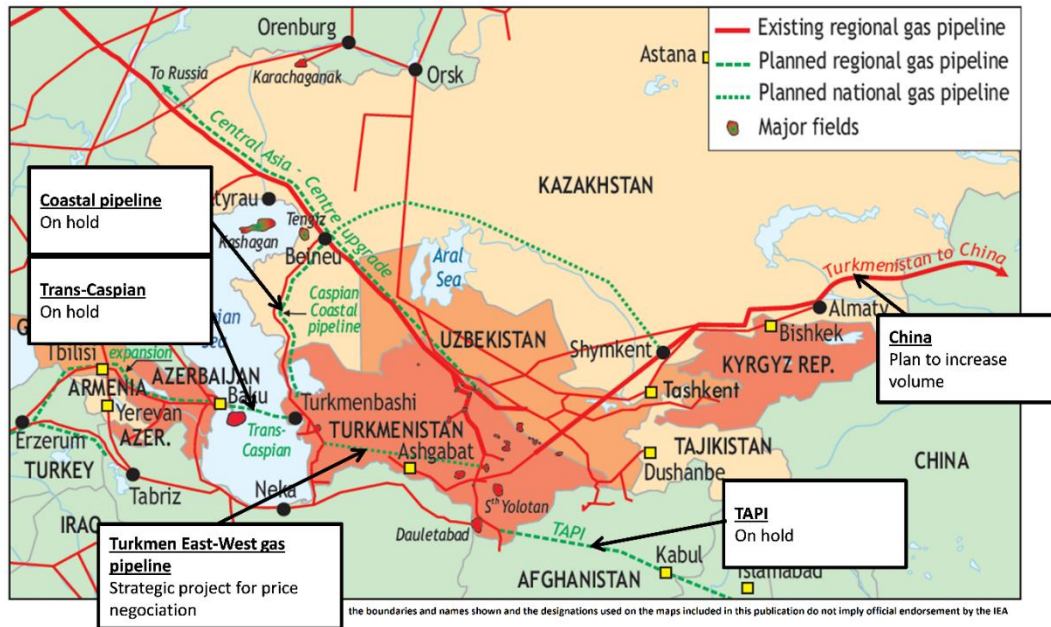 Existing regional gas pipeline
Planned regional gas pipeline
Planned national gas pipeline
Major fields
Orenburg
Orsk
Astana
Karachaganak
To Russia
Central Asia - Centre upgrade
KAZAKHSTAN
Coastal pipeline
On hold
tyrau
Kashagan
Tengiz
Beineu
Aral
Sea
Turkmenistan to China
Trans-Caspian
On hold
Caspian
Coastal
pipeline
pian
Sea
Almaty
Bishkek
China
Plan to increase
volume
UZBEKISTAN
Shymkent
KYRGYZ REP.
G
Tbilisi
expansion
AZERBAIJAN
ARMENIA
Baku
Yerevan
AZER.
Trans-
Caspian
Turkmenbashi
TURKMENISTAN
Ashgabat
Tashkent
TAJIKISTAN
Dushanbe
CHINA
Erzerum
TURKEY
Tabriz
Neka
Sth Yolotan
Dauletabad
IRAQ
TAPI
TAPI
On hold
Turkmen East-West gas
pipeline
Strategic project for price
negociation
Kabul
AFGHANISTAN
Islamabad
the boundaries and names shown and the designations used on the maps included in this publication do not imply official endorsement by the IEA